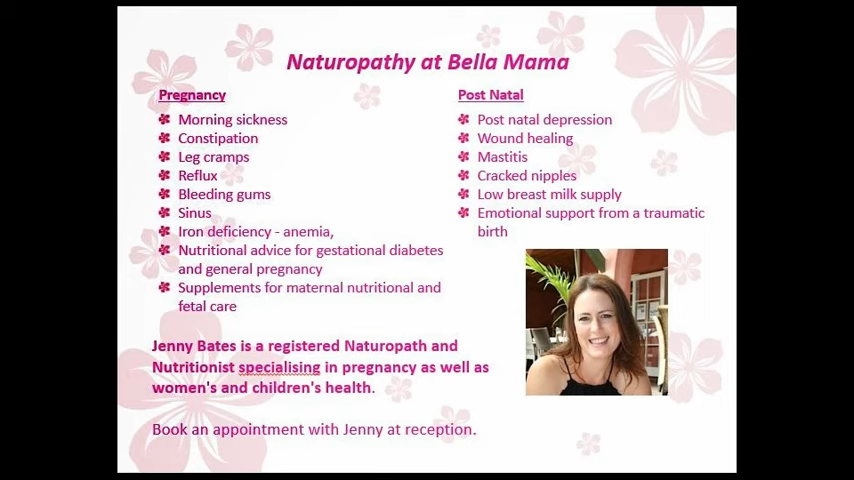 Naturopathy at Bella Mama
Pregnancy
Morning sickness
Constipation
Leg cramps
Reflux
Bleeding gums
Sinus
Iron deficiency - anemia,
Nutritional advice for gestational diabetes
and general pregnancy
Supplements for maternal nutritional and
fetal care
Post Natal
Post natal depression
Wound healing
Mastitis
Cracked nipples
Low breast milk supply
Emotional support from a traumatic
birth
Jenny Bates is a registered Naturopath and
Nutritionist specialising in pregnancy as well as
women's and children's health.
Book an appointment with Jenny at reception.